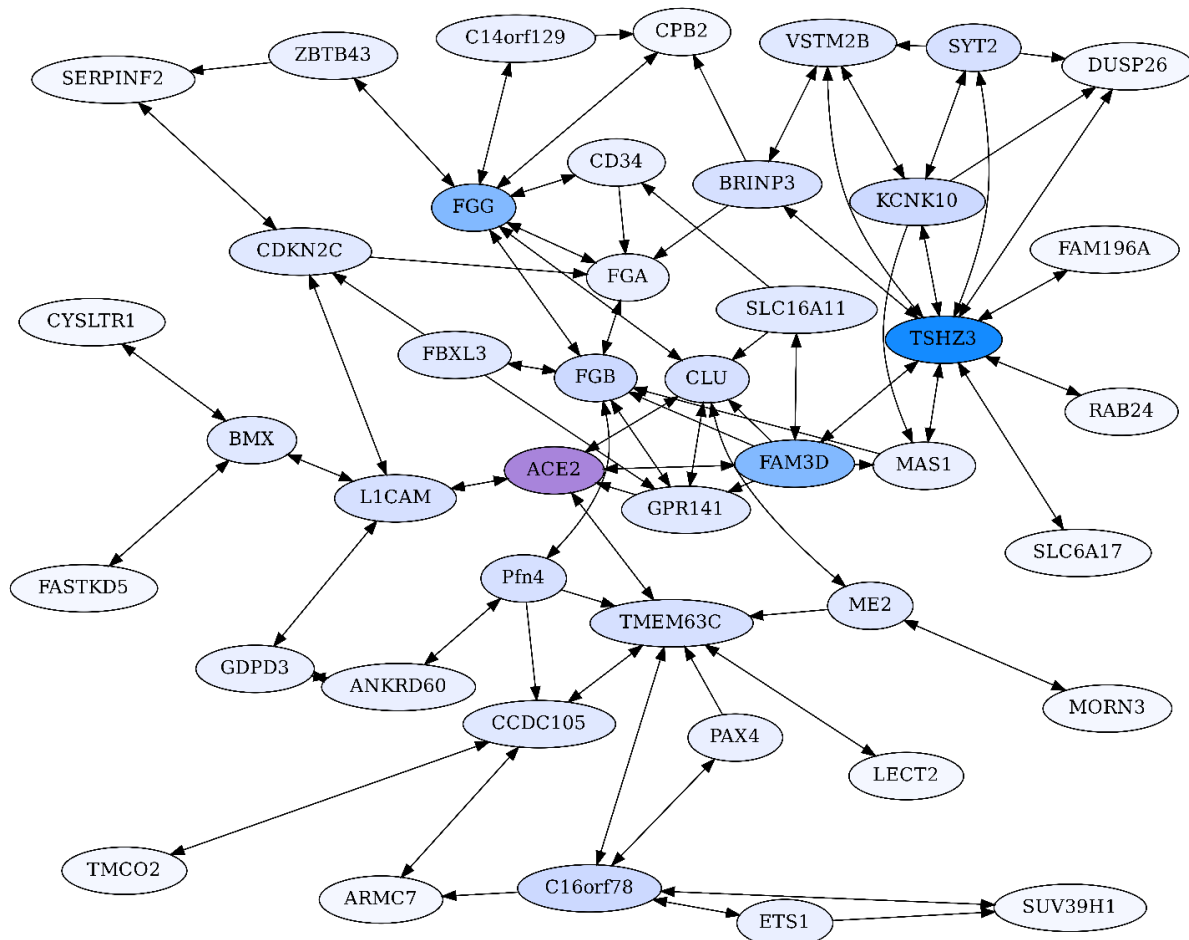 C14orf129
CPB2
VSTM2B
SYT2
ZBTB43
DUSP26
SERPINF2
CD34
BRINP3
KCNK10
FGG
CDKN2C
FAM196A
FGA
SLC16A11
CYSLTR1
TSHZ3
FBXL3
FGB
CLU
RAB24
BMX
ACE2
FAM3D
MAS1
L1CAM
GPR141
SLC6A17
FASTKD5
Pfn4
ME2
TMEM63C
GDPD3
ANKRD60
MORN3
CCDC105
PAX4
LECT2
TMCO2
C16orf78
ARMC7
SUV39H1
ETS1